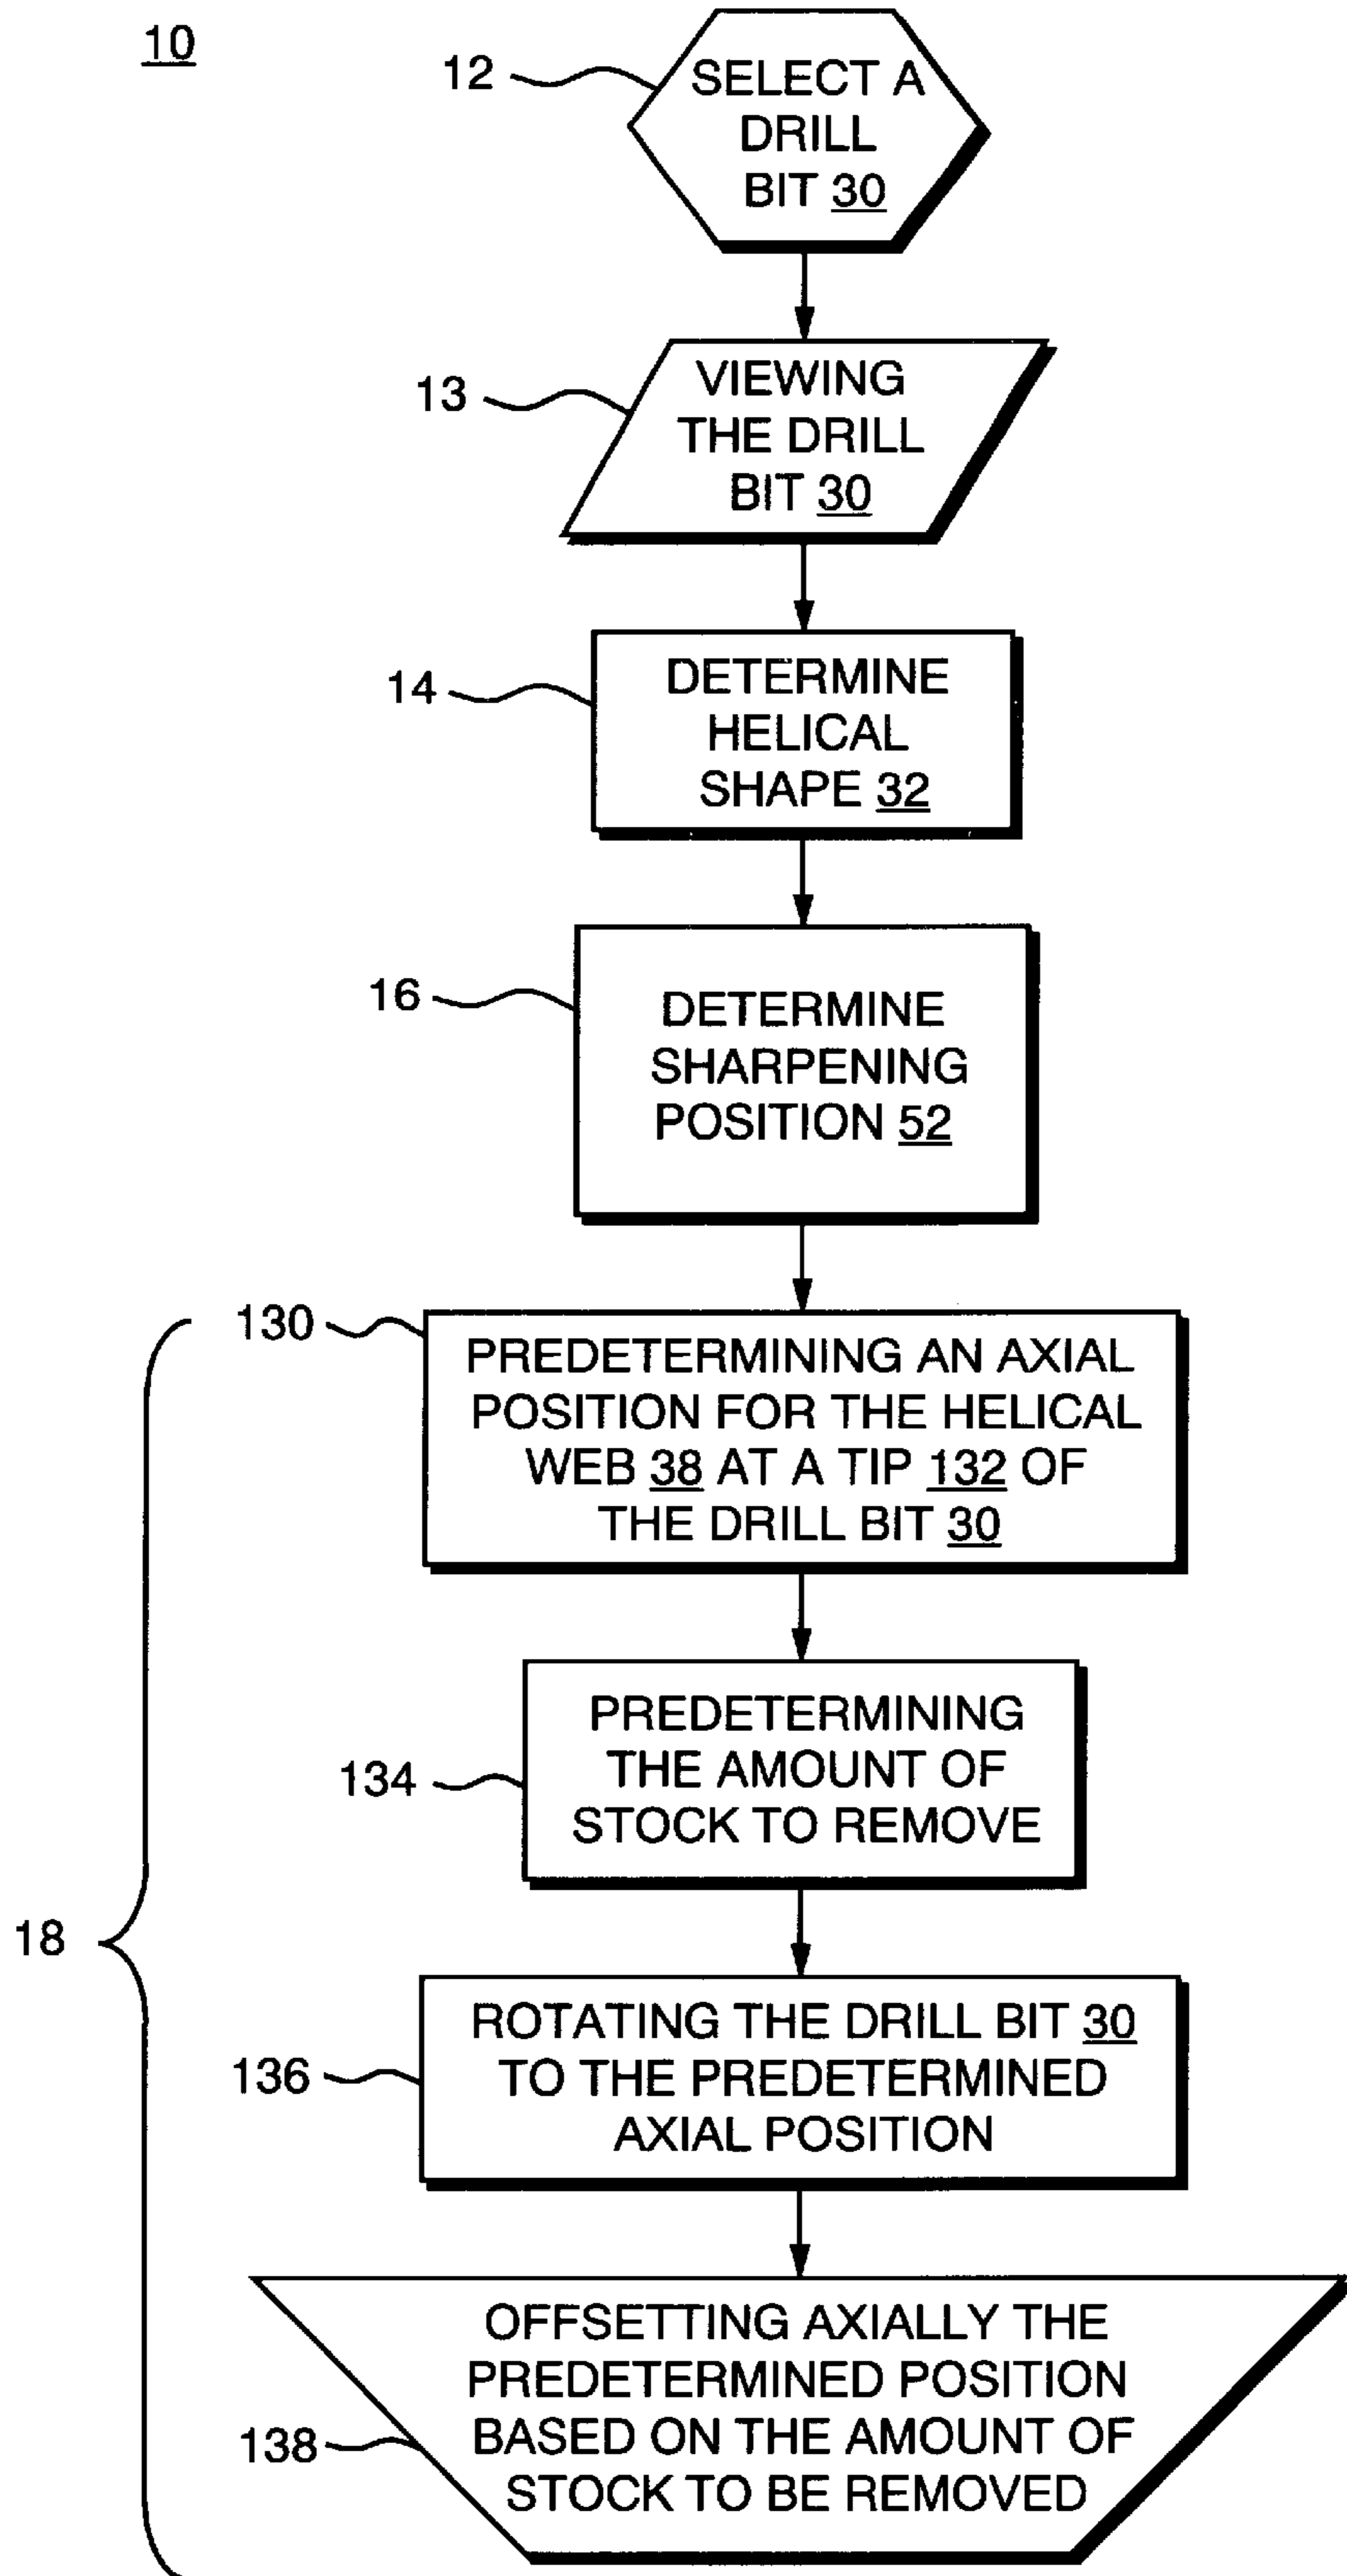 10
12
SELECT A
DRILL
BIT 30
13
VIEWING
THE DRILL
BIT 30
14
DETERMINE
HELICAL
SHAPE 32
16
DETERMINE
SHARPENING
POSITION 52
18
130
PREDETERMINING AN AXIAL
POSITION FOR THE HELICAL
WEB 38 AT A TIP 132 OF
THE DRILL BIT 30
134
PREDETERMINING
THE AMOUNT OF
STOCK TO REMOVE
136
ROTATING THE DRILL BIT 30
TO THE PREDETERMINED
AXIAL POSITION
138
OFFSETTING AXIALLY THE
PREDETERMINED POSITION
BASED ON THE AMOUNT OF
STOCK TO BE REMOVED